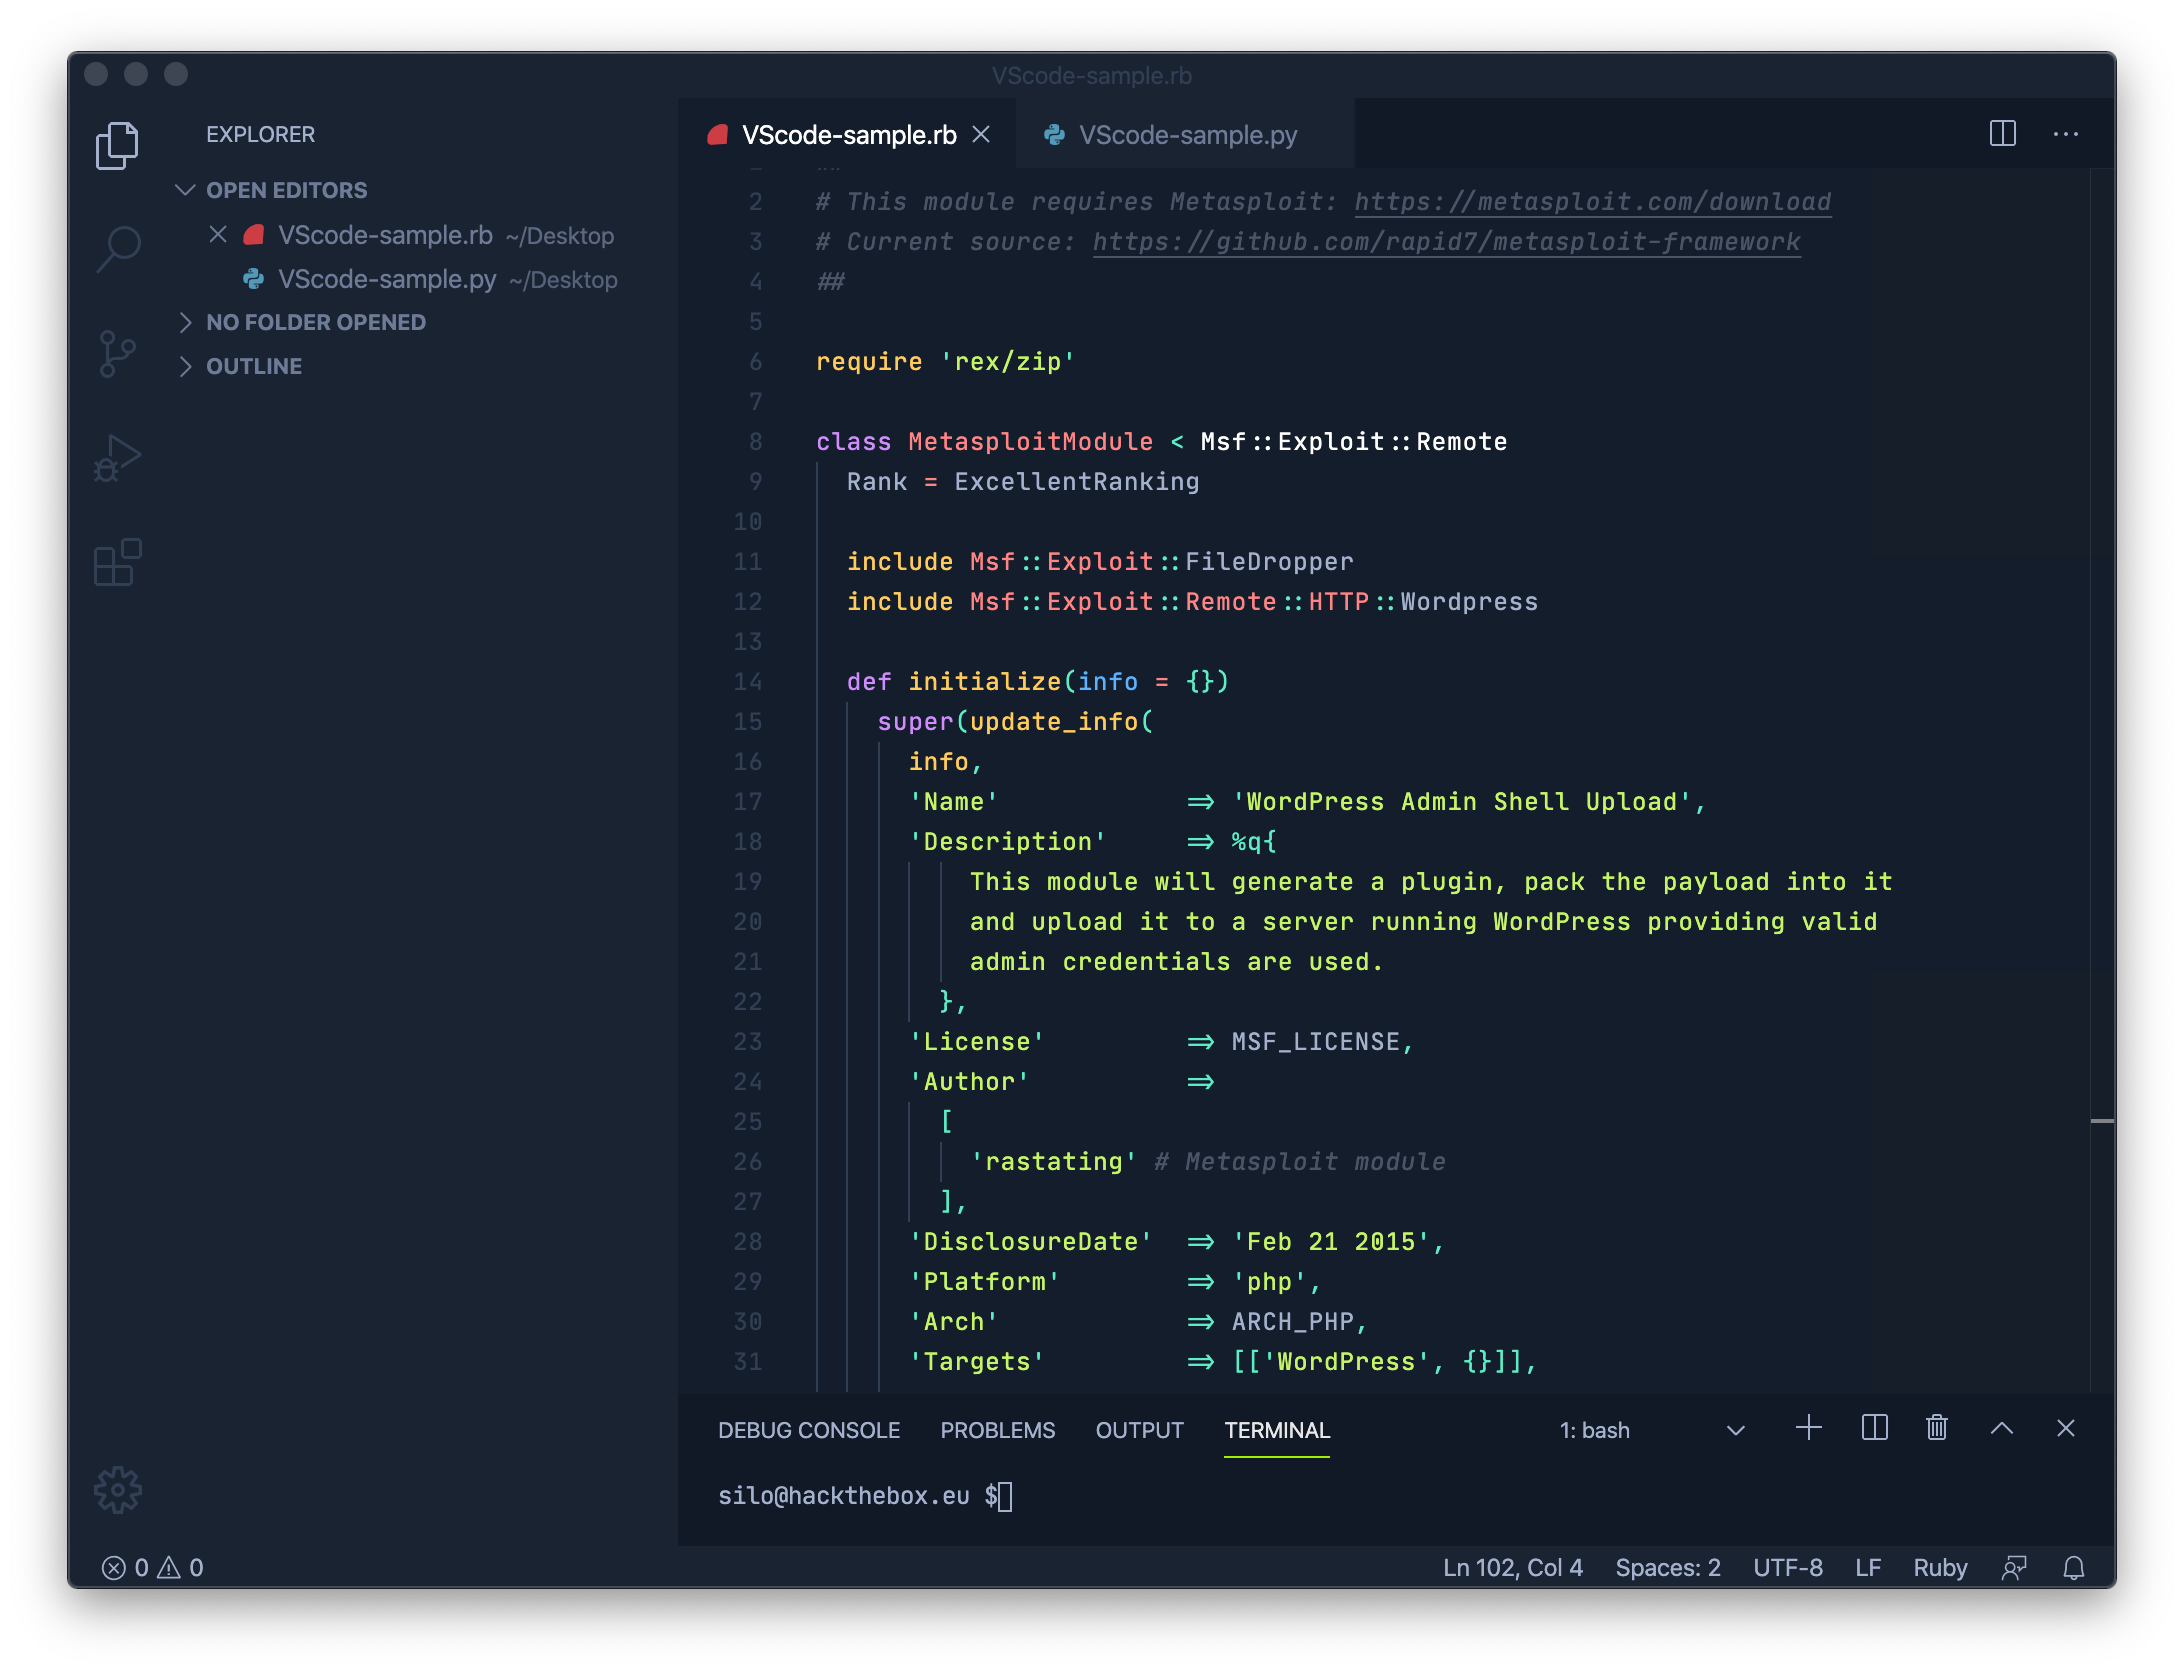 VScode-sample.rb
EXPLORER
OPEN EDITORS
VScode-sample.rb ~/Desktop
VScode-sample.py ~/Desktop
NO FOLDER OPENED
OUTLINE
VScode-sample.rb
VScode-sample.py
2 # This module requires Metasploit: https://metasploit.com/download
3 # Current source: https://github.com/rapid7/metasploit-framework
4 ##
5
6 require 'rex/zip'
7
8 class MetasploitModule < Msf::Exploit::Remote
9 Rank = ExcellentRanking
10
11 include Msf::Exploit::FileDropper
12 include Msf::Exploit::Remote::HTTP::Wordpress
13
14 def initialize(info = {})
15 super(update_info(
16 info,
17 'Name' => 'WordPress Admin Shell Upload',
18 'Description' => %q{
19 This module will generate a plugin, pack the payload into it
20 and upload it to a server running WordPress providing valid
21 admin credentials are used.
22 },
23 'License' => MSF_LICENSE,
24 'Author' =>
25 [
26 'rastating' # Metasploit module
27 ],
28 'DisclosureDate' => 'Feb 21 2015',
29 'Platform' => 'php',
30 'Arch' => ARCH_PHP,
31 'Targets' => [['WordPress', {}]],
DEBUG CONSOLE PROBLEMS OUTPUT TERMINAL 1: bash
silo@hackthebox.eu $
0 0 Ln 102, Col 4 Spaces: 2 UTF-8 LF Ruby